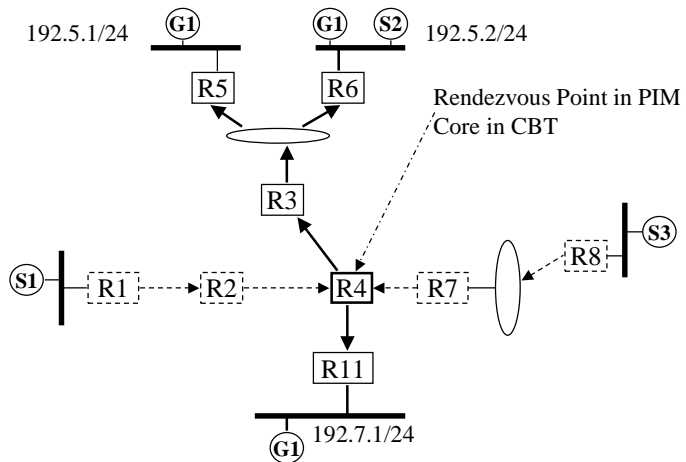 G1
G1
S2
192.5.1/24
192.5.2/24
R5
R6
Rendezvous Point in PIM
Core in CBT
R3
S3
R8
S1
R1
R2
R4
R7
R11
192.7.1/24
G1